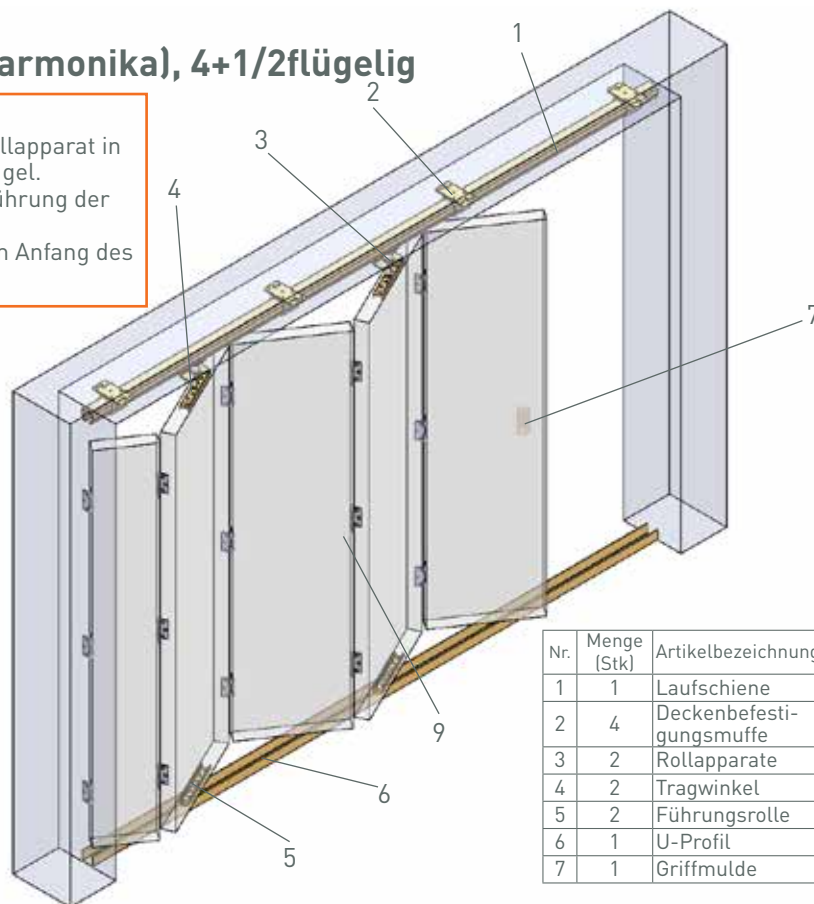 armonika), 4+1/2flügelig
llapparat in
gel.
ührung der
n Anfang des
1
2
3
4
7
9
6
5
Nr. Menge (Stk) Artikelbezeichnung
1 1 Laufschiene
2 4 Deckenbefesti-
gungsmuffe
3 2 Rollapparate
4 2 Tragwinkel
5 2 Führungsrolle
6 1 U-Profil
7 1 Griffmulde